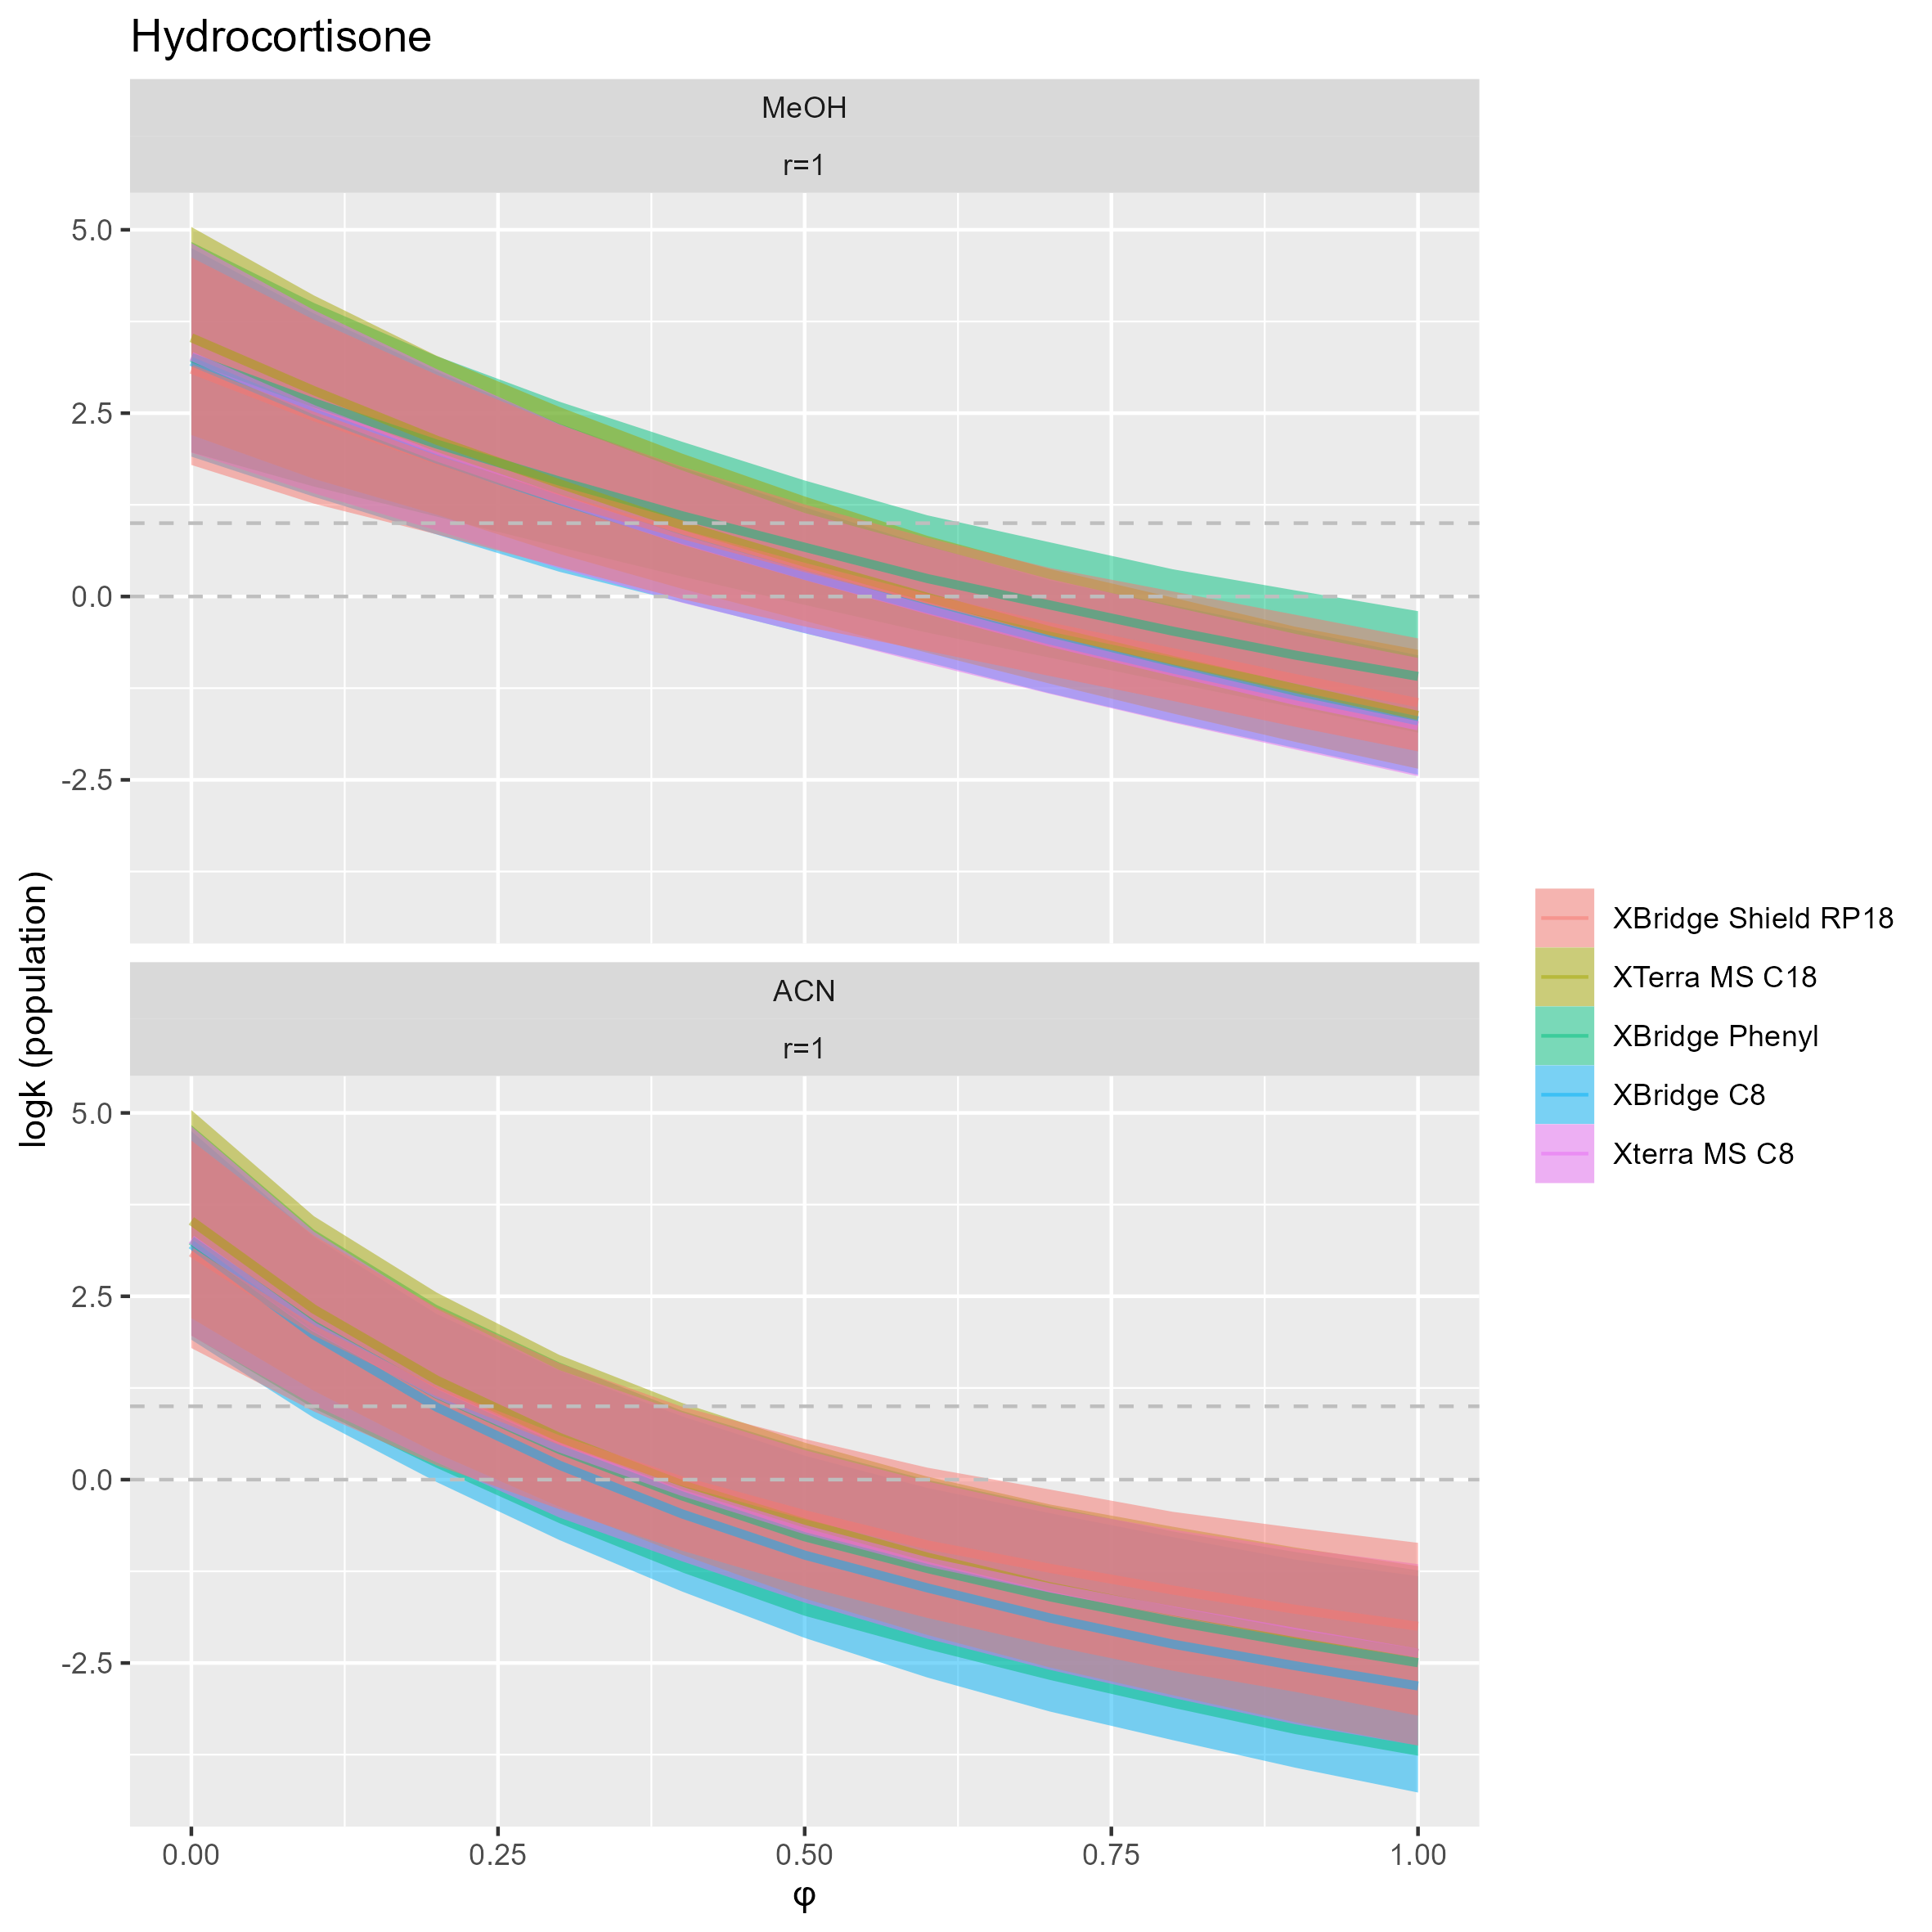 Hydrocortisone
MeOH
r=1
5.0
2.5
0.0
-2.5
ACN
r=1
5.0
2.5
0.0
-2.5
0.00 0.25 0.50 0.75 1.00
φ
logk (population)
XBridge Shield RP18
XTerra MS C18
XBridge Phenyl
XBridge C8
Xterra MS C8